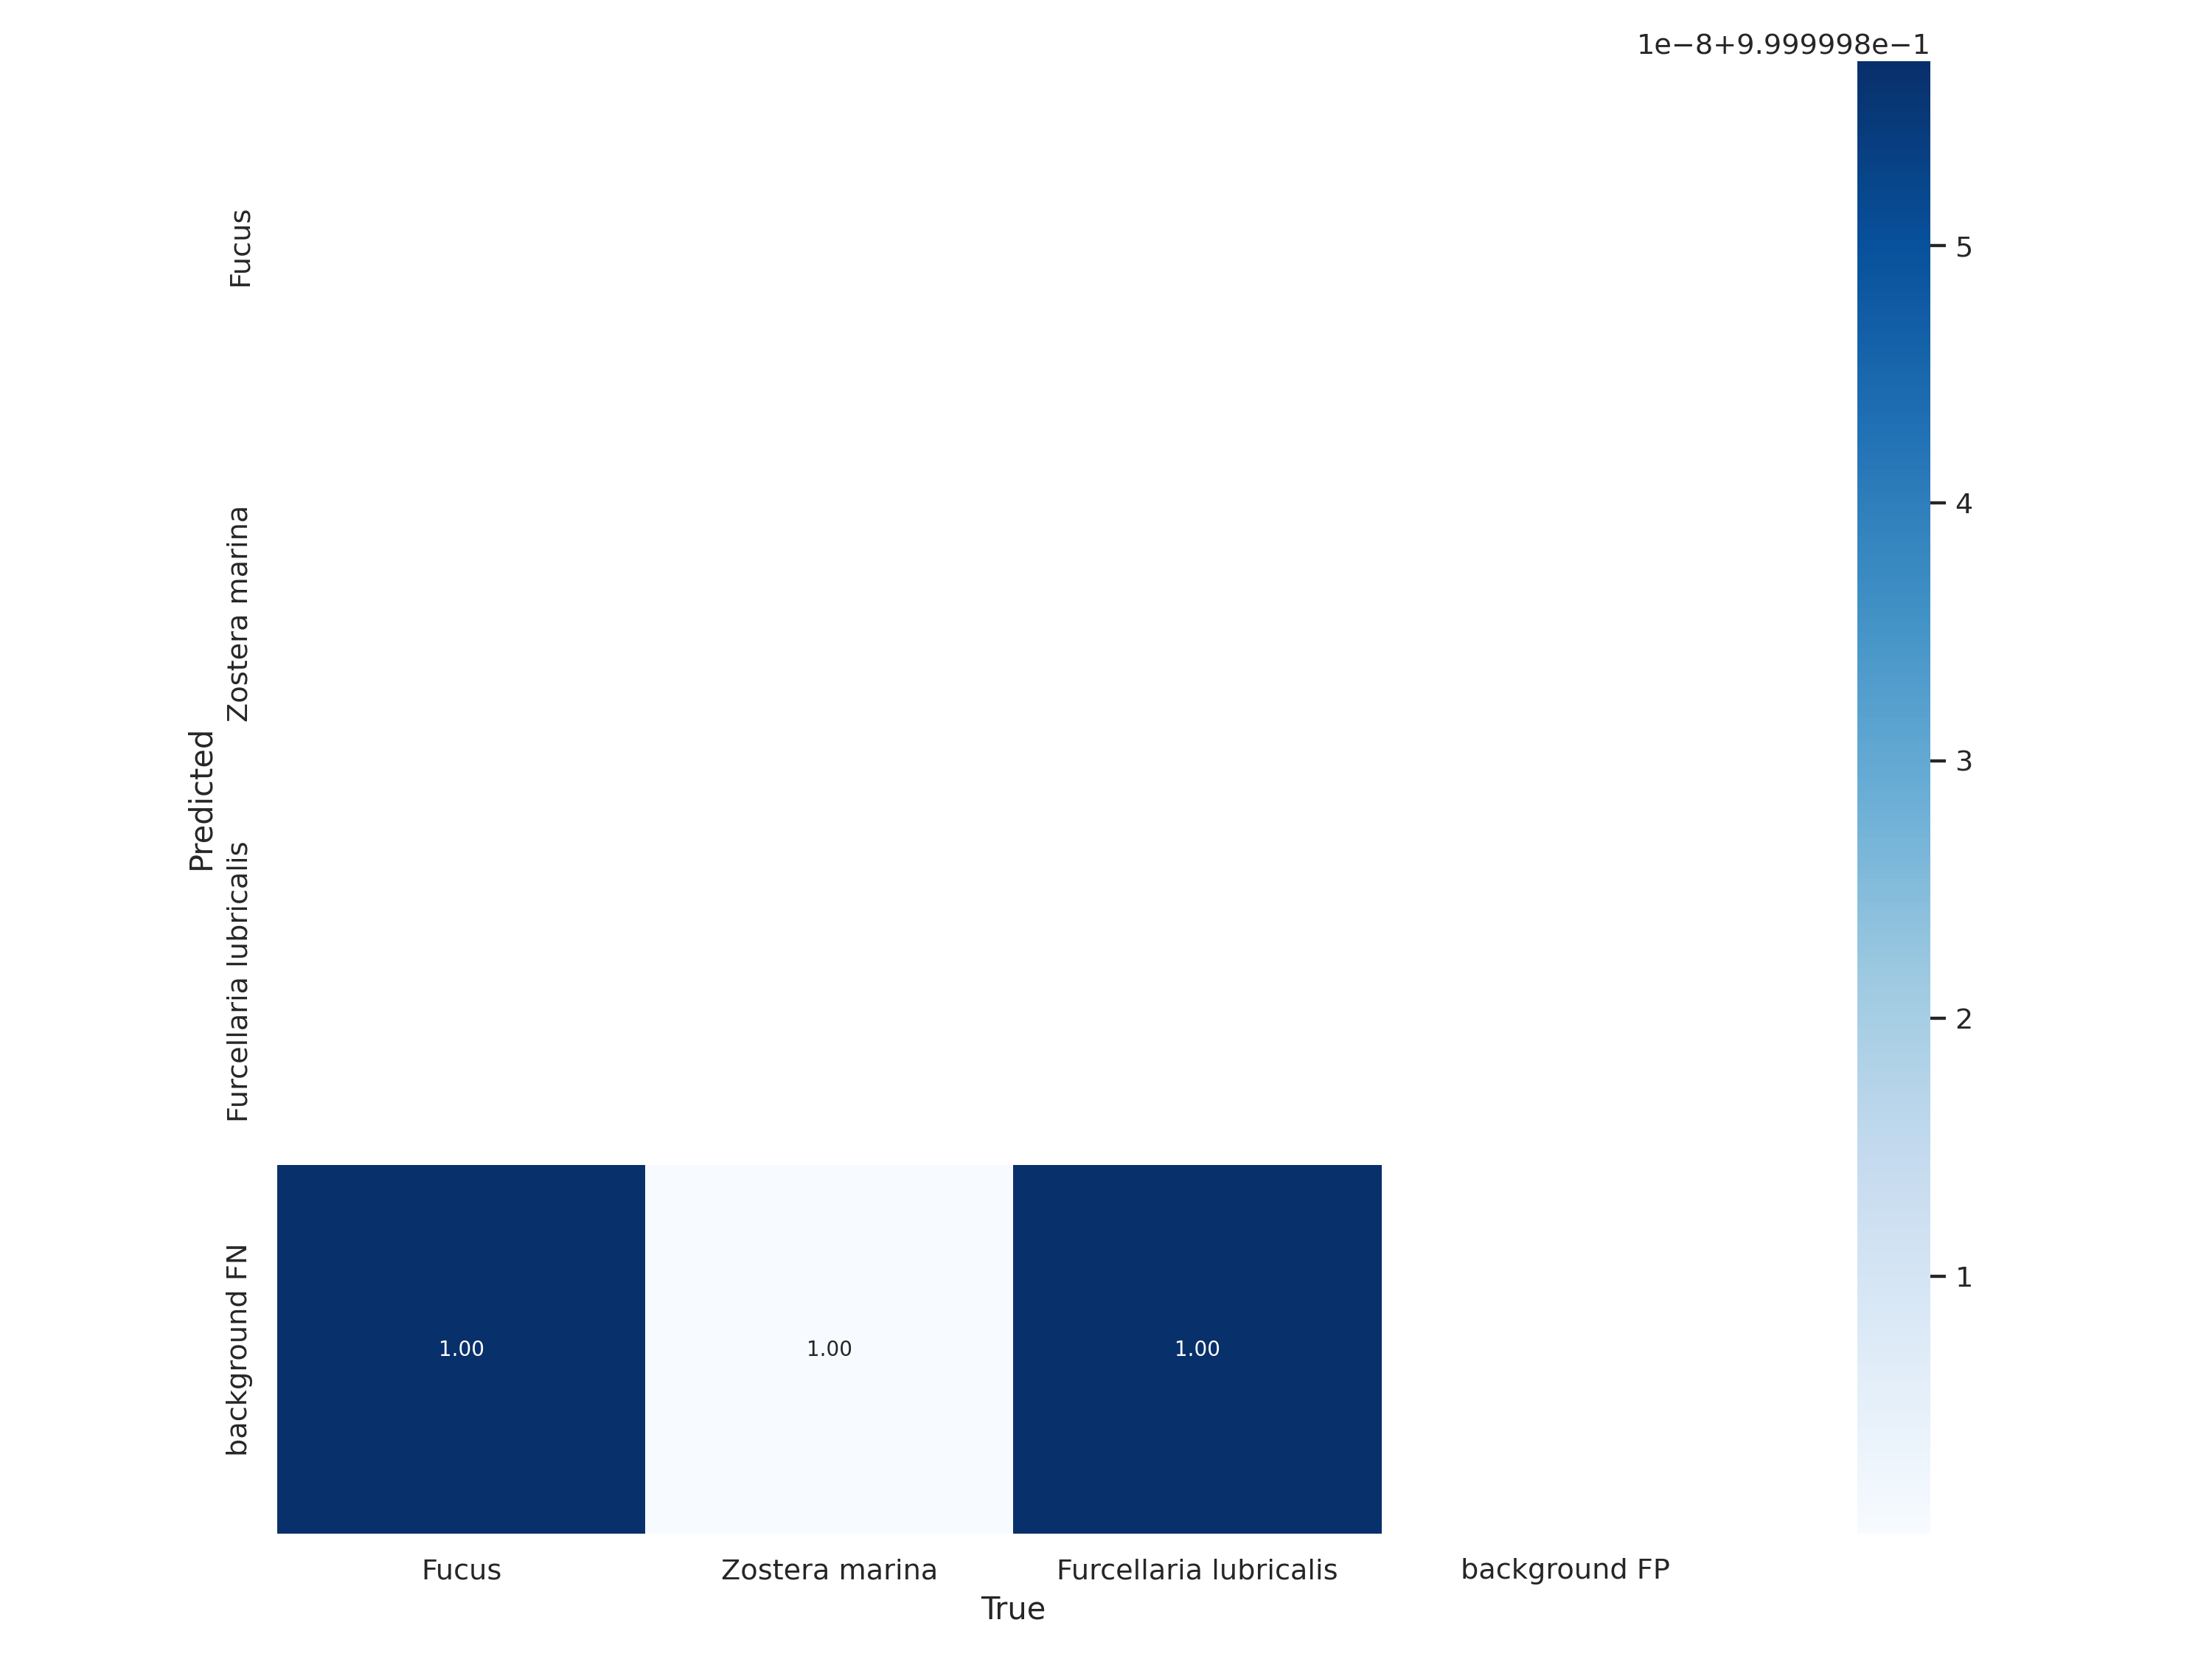 1e−8+9.999998e−1
5
4
3
2
1
Predicted
Fucus
Zostera marina
Furcellaria lubricalis
background FN
1.00 1.00 1.00
Fucus Zostera marina Furcellaria lubricalis background FP
True